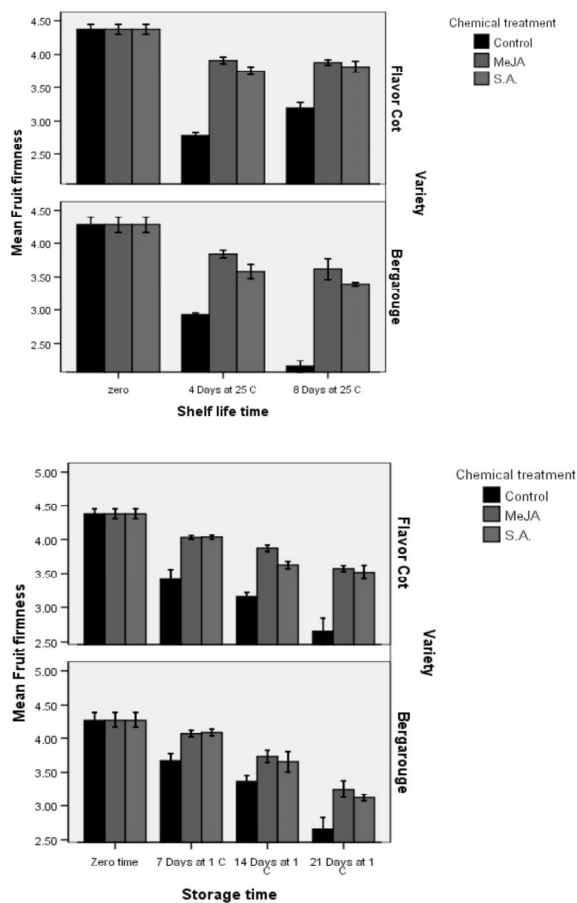 4.50
4.00
3.50
3.00
2.50
Flavor Cot
4.50
4.00
3.50
3.00
2.50
Bergarouge
Mean Fruit firmness
Variety
zero
4 Days at 25 C
8 Days at 25 C
Shelf life time
Chemical treatment
Control
MeJA
S.A.
5.00
4.50
4.00
3.50
3.00
2.50
Flavor Cot
5.00
4.50
4.00
3.50
3.00
2.50
Bergarouge
Mean Fruit firmness
Variety
Zero time
7 Days at 1 C
14 Days at 1
C
21 Days at 1
C
Storage time
Chemical treatment
Control
MeJA
S.A.